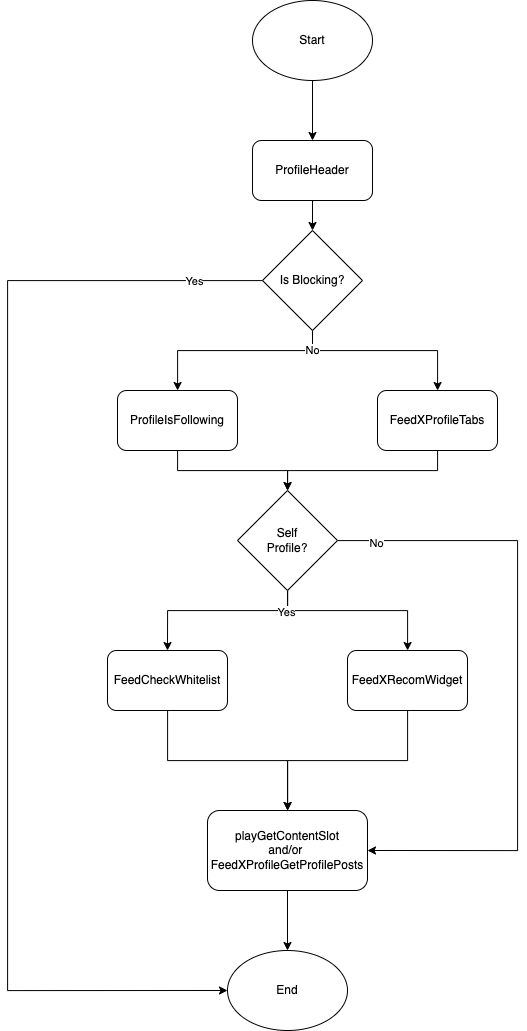 Start
ProfileHeader
Is Blocking?
Yes
No
ProfileIsFollowing
FeedXProfileTabs
Self
Profile?
No
Yes
FeedCheckWhitelist
FeedXRecomWidget
playGetContentSlot
and/or
FeedXProfileGetProfilePosts
End